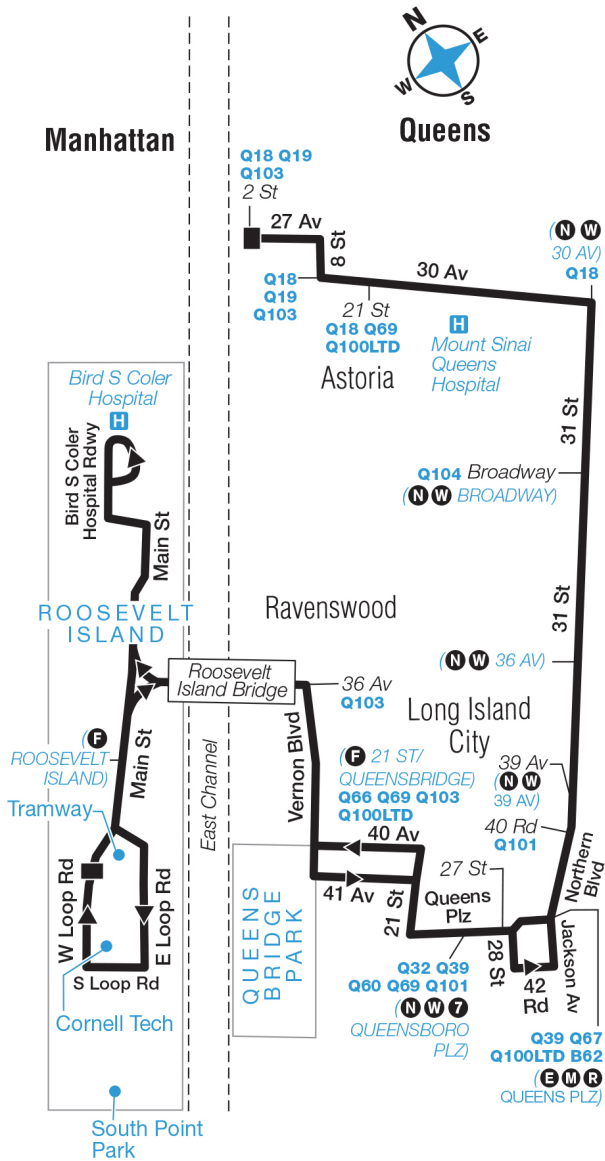 N
E
W
S
Manhattan
Queens
Q18 Q19
Q103
2 St
27 Av
8 St
30 Av
(N W
30 AV)
Q18
Q18
Q19
Q103
21 St
Q18 Q69
Q100LTD
H
Mount Sinai
Queens
Hospital
Astoria
31 St
Bird S Coler
Hospital
H
Bird S Coler
Hospital Rdwy
Main St
Q104 Broadway
(N W BROADWAY)
ROOSEVELT
ISLAND
Ravenswood
31 St
Roosevelt
Island Bridge
(N W 36 AV)
36 Av
Q103
Long Island
City
(F
ROOSEVELT
ISLAND)
Main St
East Channel
Vernon Blvd
(F 21 ST/
QUEENSBRIDGE)
Q66 Q69 Q103
Q100LTD
39 Av
(N W
39 AV)
40 Rd
Q101
Tramway
40 Av
41 Av
21 St
27 St
Queens
Plz
Northern
Blvd
W Loop Rd
E Loop Rd
S Loop Rd
QUEENS
BRIDGE
PARK
28 St
42
Rd
Jackson Av
Q32 Q39
Q60 Q69 Q101
(N W 7
QUEENSBORO
PLZ)
Cornell Tech
Q39 Q67
Q100LTD B62
(E M R
QUEENS PLZ)
South Point
Park